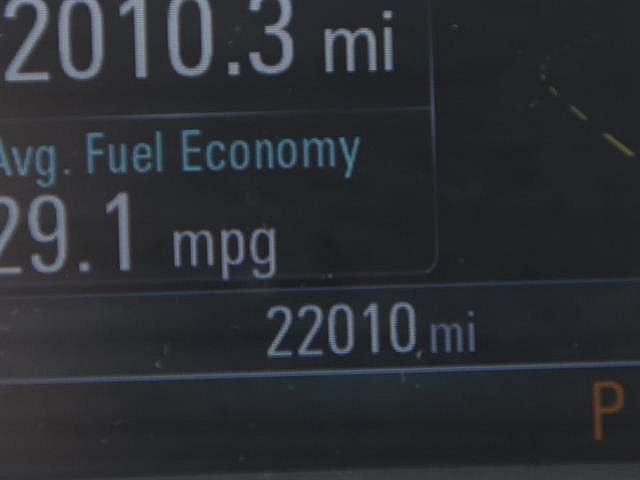 2010.3 mi
Avg. Fuel Economy
29.1 mpg
22010 mi
P